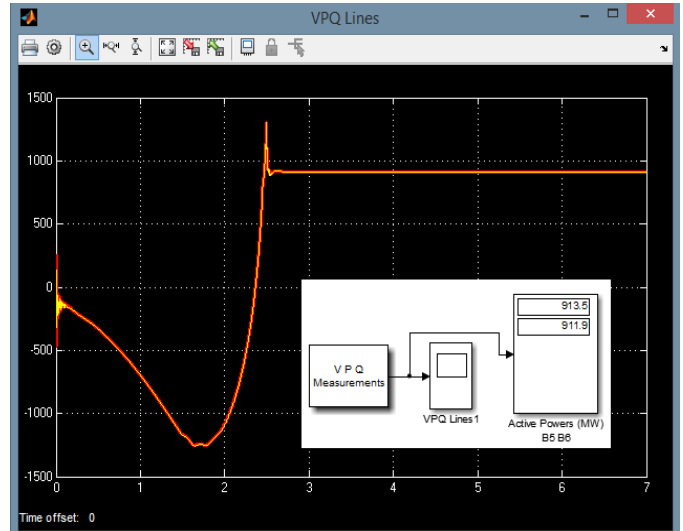 VPQ Lines
1500
1000
500
0
-500
-1000
-1500
0 1 2 3 4 5 6 7
913.5
911.9
V P Q
Measurements
VPQ Lines1
Active Powers (MW)
B5 B6
Time offset: 0